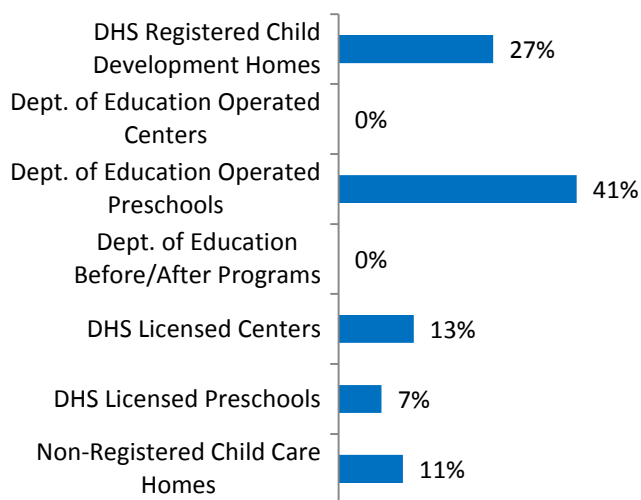 DHS Registered Child
Development Homes
27%
Dept. of Education Operated
Centers
0%
Dept. of Education Operated
Preschools
41%
Dept. of Education
Before/After Programs
0%
DHS Licensed Centers
13%
DHS Licensed Preschools
7%
Non-Registered Child Care
Homes
11%